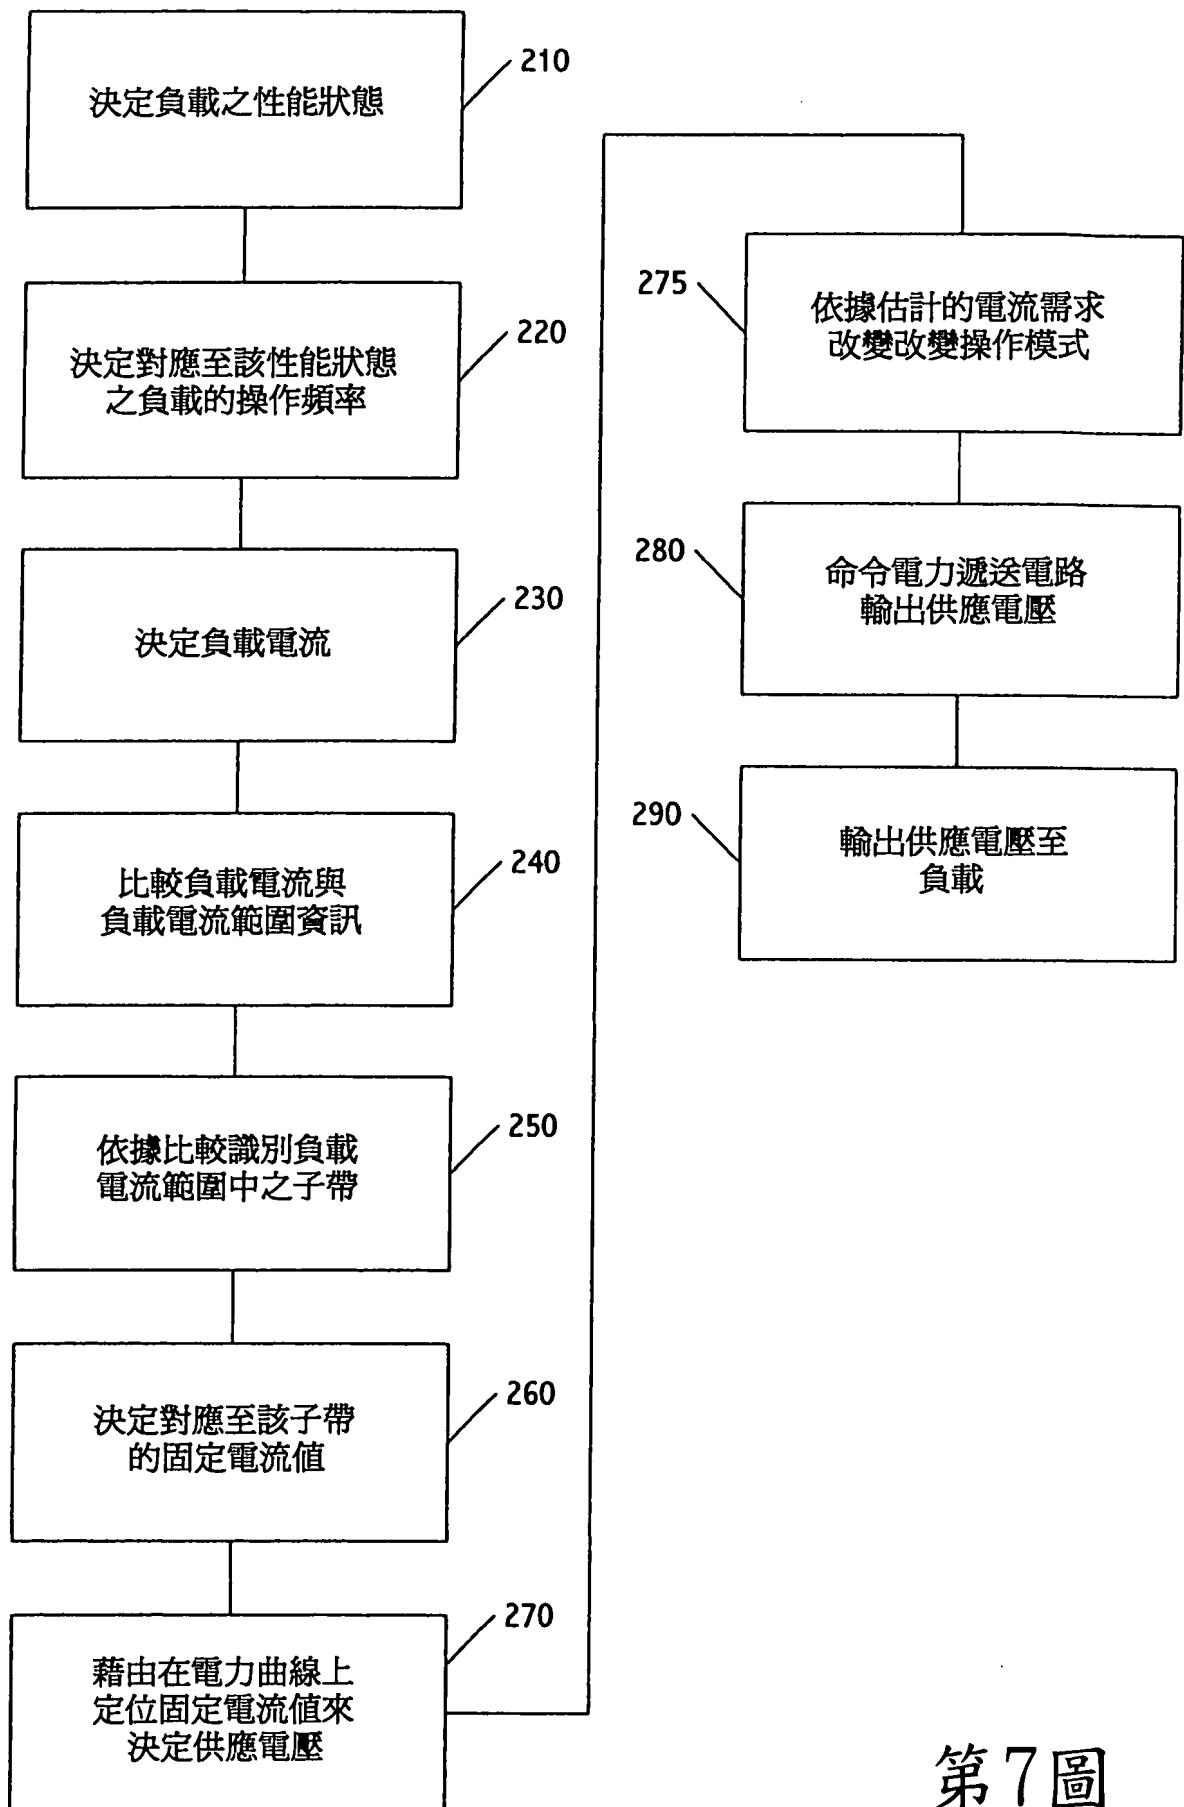 210
決定負載之性能狀態
220
決定對應至該性能狀態
之負載的操作頻率
230
決定負載電流
240
比較負載電流與
負載電流範圍資訊
250
依據比較識別負載
電流範圍中之子帶
260
決定對應至該子帶
的固定電流值
270
藉由在電力曲線上
定位固定電流值來
決定供應電壓
275
依據估計的電流需求
改變改變操作模式
280
命令電力遞送電路
輸出供應電壓
290
輸出供應電壓至
負載
第7圖